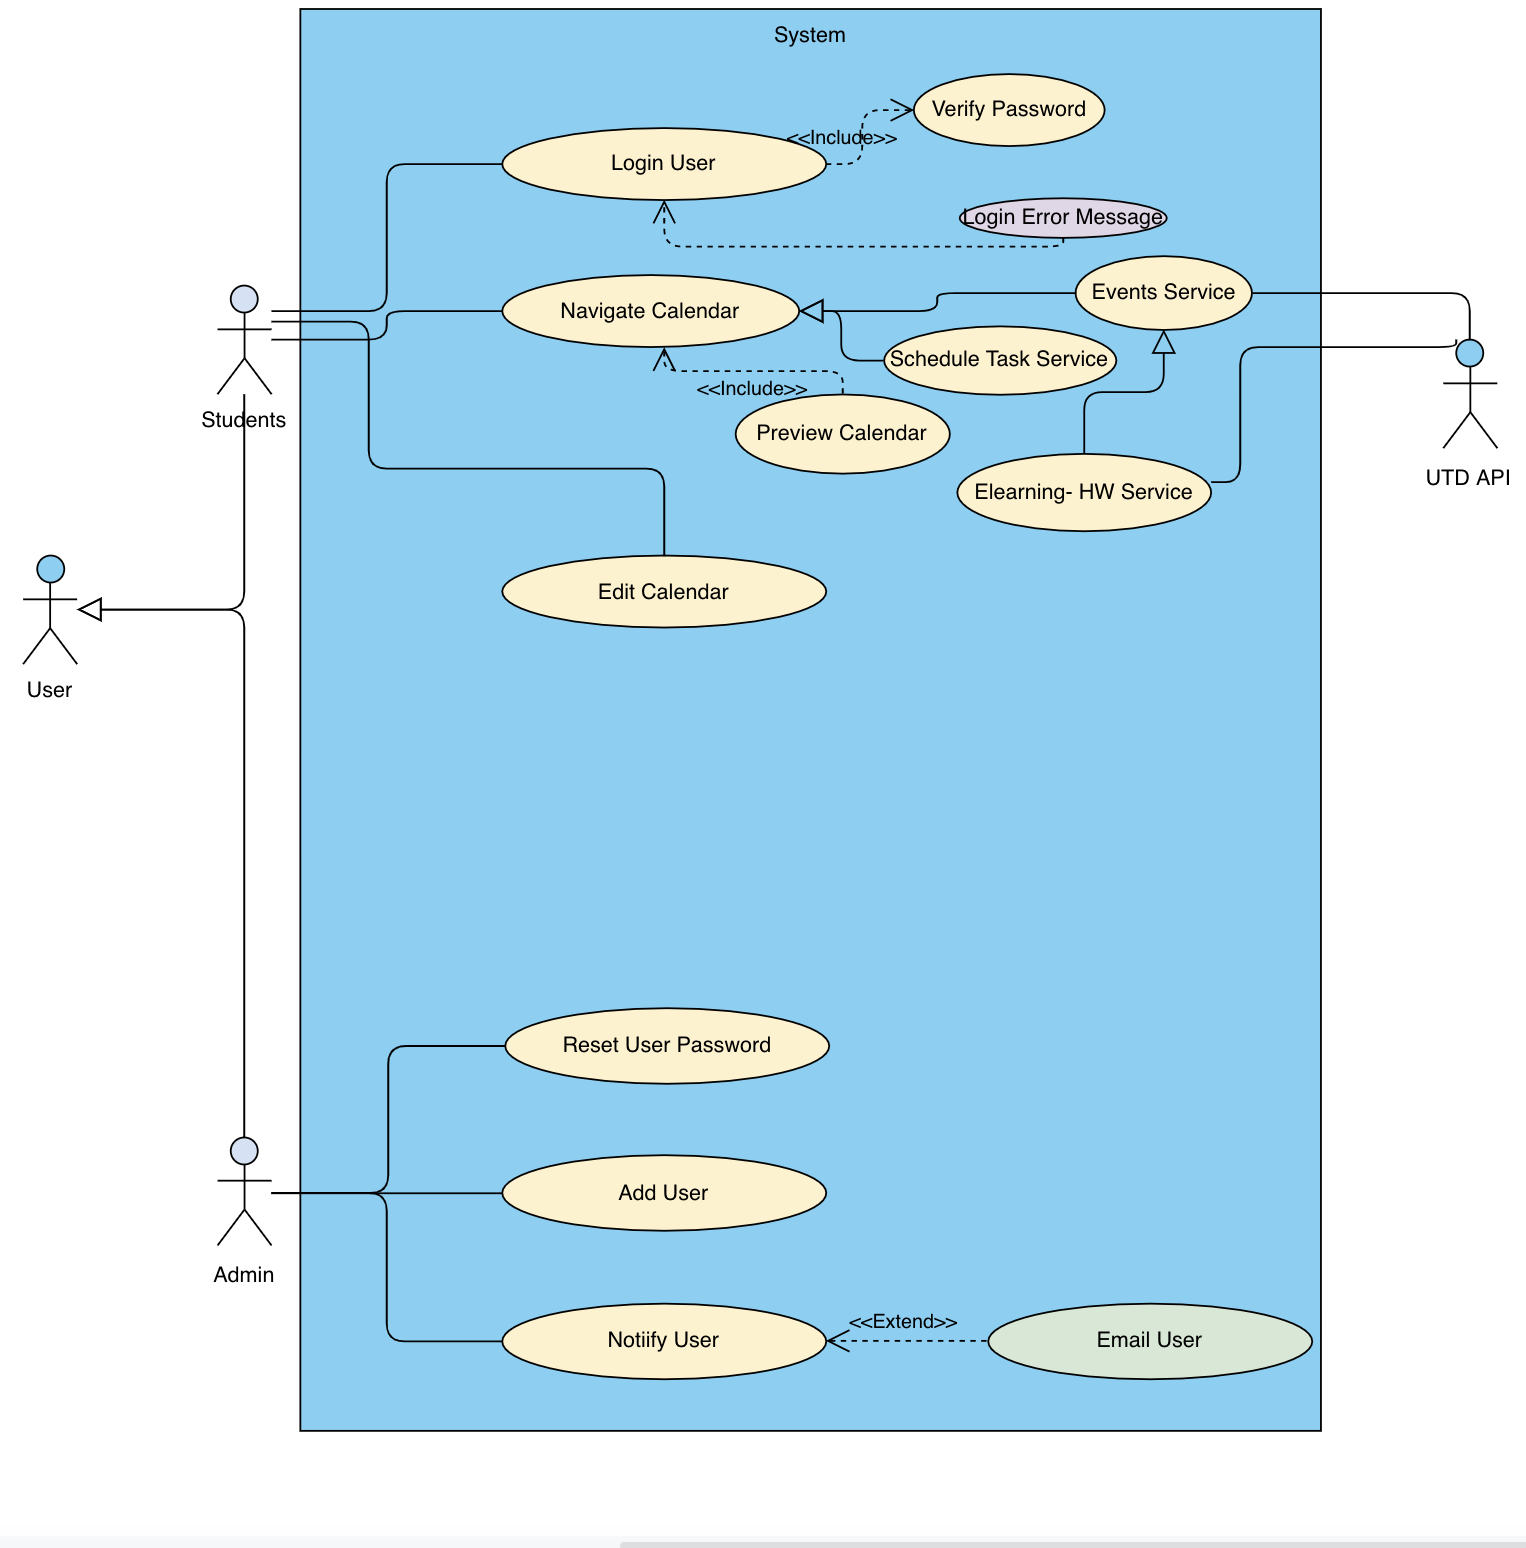 System
Verify Password
<<Include>>
Login User
Login Error Message
Events Service
Navigate Calendar
Schedule Task Service
<<Include>>
Preview Calendar
Students
UTD API
Elearning- HW Service
Edit Calendar
User
Reset User Password
Add User
Admin
<<Extend>>
Notiify User
Email User